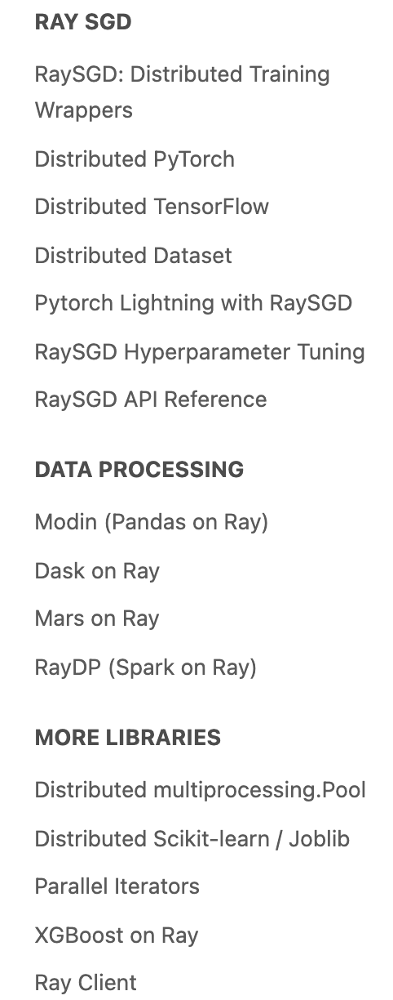 RAY SGD
RaySGD: Distributed Training
Wrappers
Distributed PyTorch
Distributed TensorFlow
Distributed Dataset
Pytorch Lightning with RaySGD
RaySGD Hyperparameter Tuning
RaySGD API Reference
DATA PROCESSING
Modin (Pandas on Ray)
Dask on Ray
Mars on Ray
RayDP (Spark on Ray)
MORE LIBRARIES
Distributed multiprocessing.Pool
Distributed Scikit-learn / Joblib
Parallel Iterators
XGBoost on Ray
Ray Client